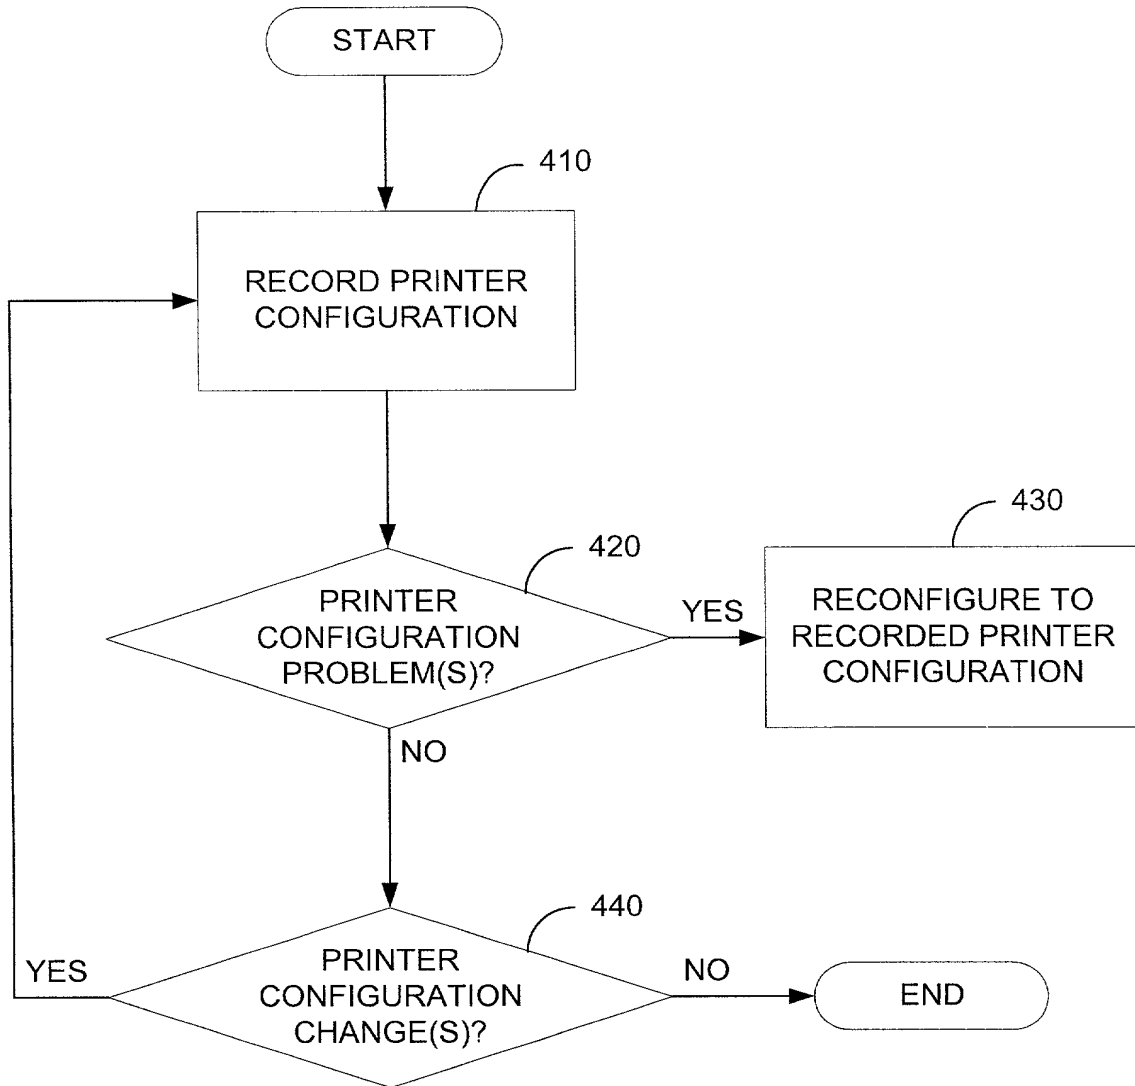 START
410
RECORD PRINTER
CONFIGURATION
420
PRINTER
CONFIGURATION
PROBLEM(S)?
YES
430
RECONFIGURE TO
RECORDED PRINTER
CONFIGURATION
NO
440
PRINTER
CONFIGURATION
CHANGE(S)?
YES
NO
END